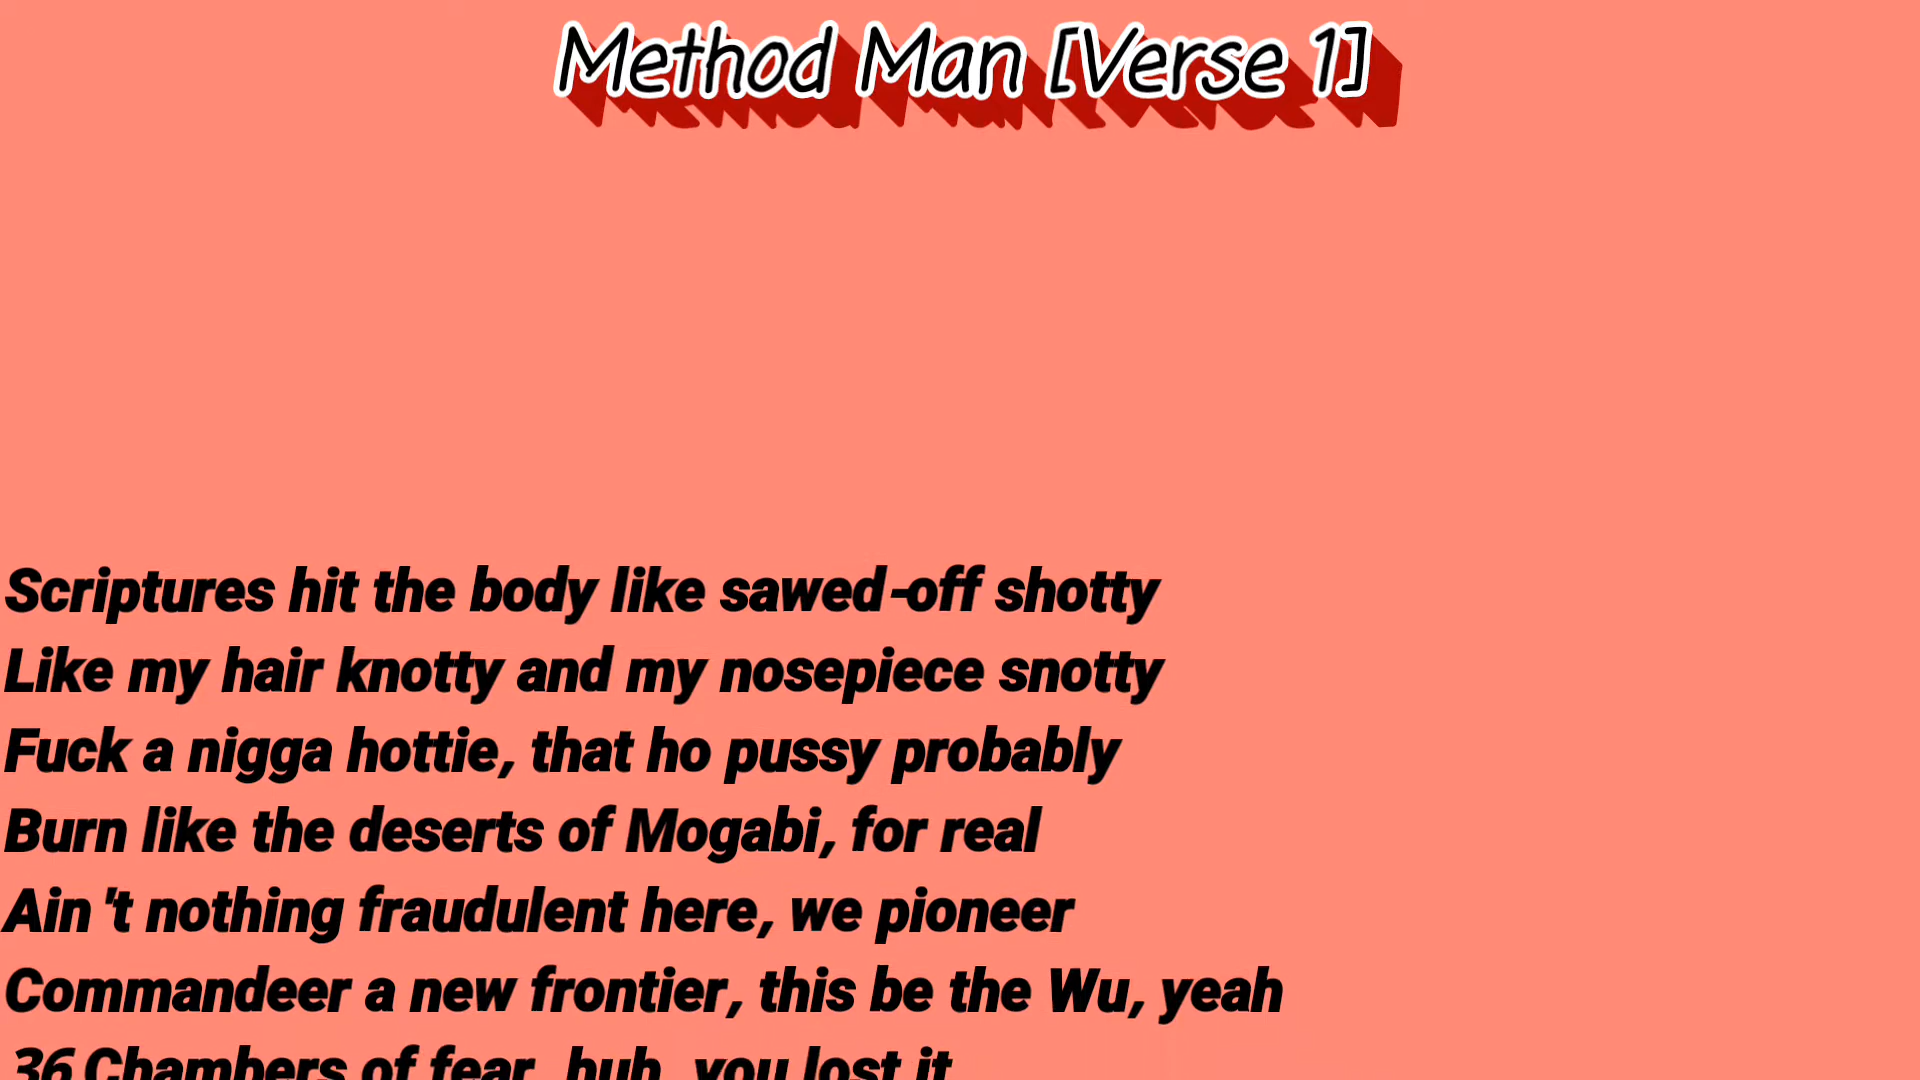 Method Man [Verse 1]
Scriptures hit the body like sawed-off shotty
Like my hair knotty and my nosepiece snotty
Fuck a nigga hottie, that ho pussy probably
Burn like the deserts of Mogabi, for real
Ain't nothing fraudulent here, we pioneer
Commandeer a new frontier, this be the Wu, yeah
36 Chambers of fear, huh, you lost it